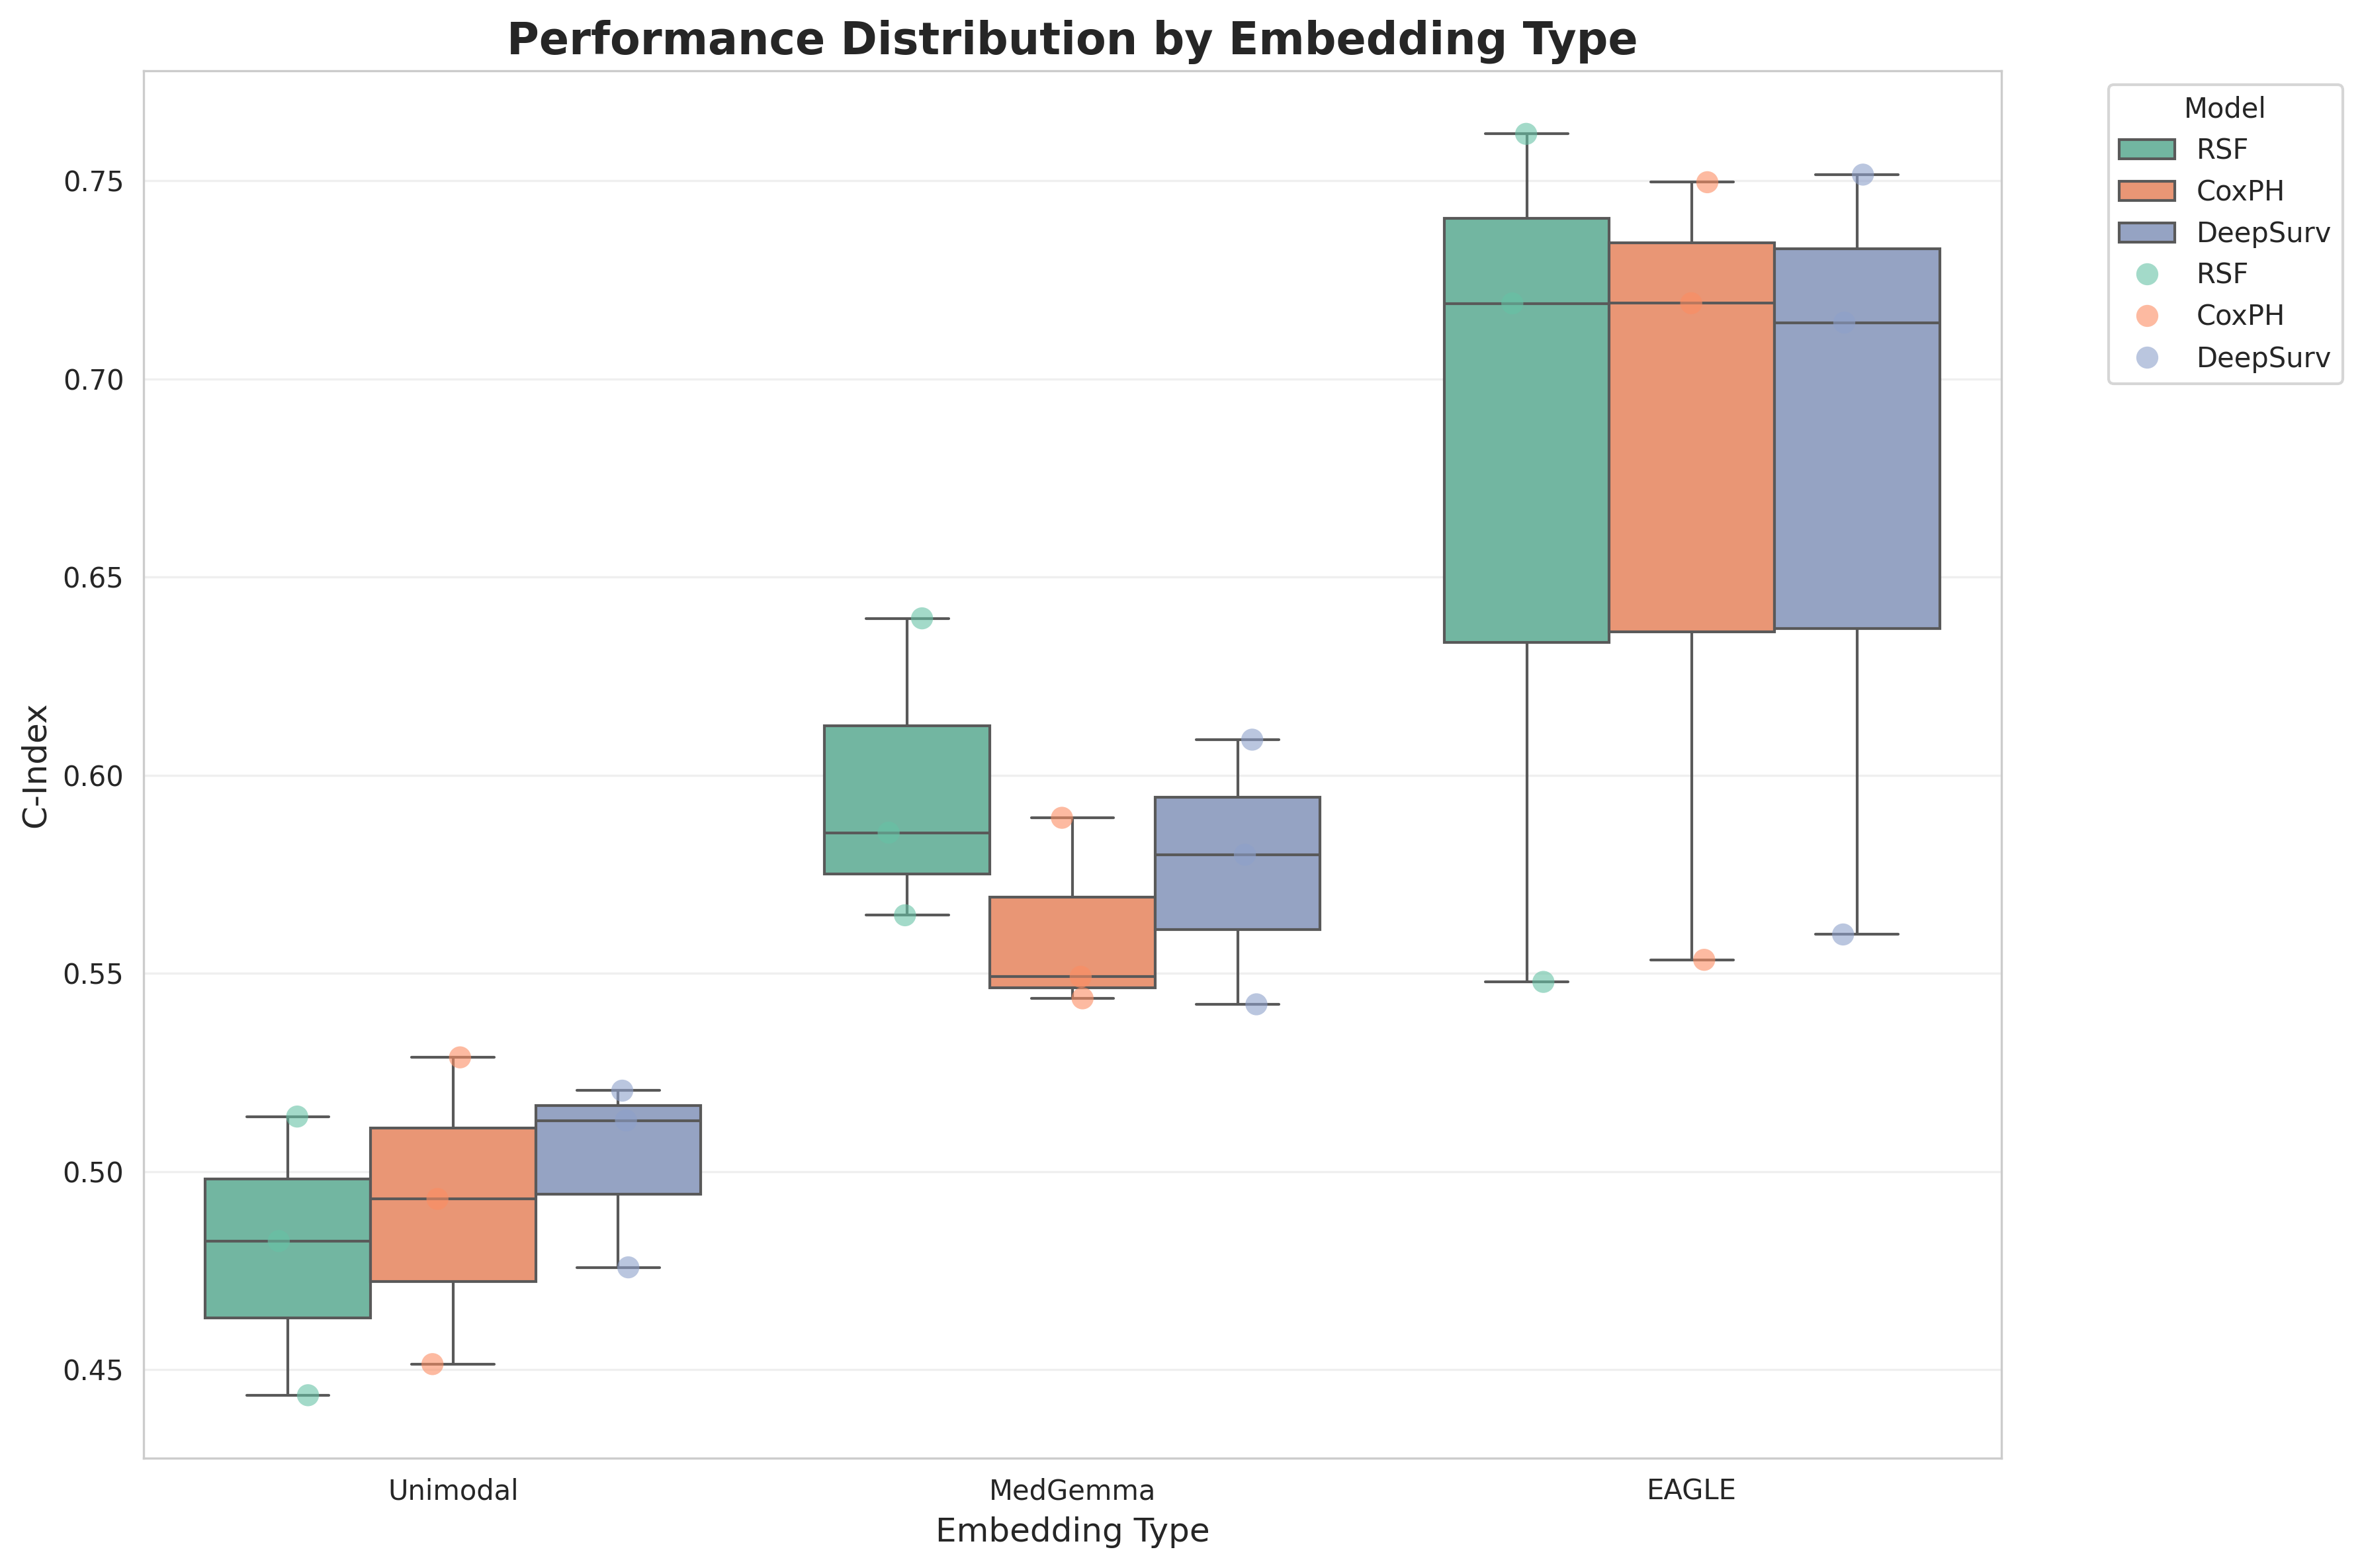 Performance Distribution by Embedding Type
C-Index
0.75
0.70
0.65
0.60
0.55
0.50
0.45
Unimodal
MedGemma
EAGLE
Embedding Type
Model
RSF
CoxPH
DeepSurv
RSF
CoxPH
DeepSurv